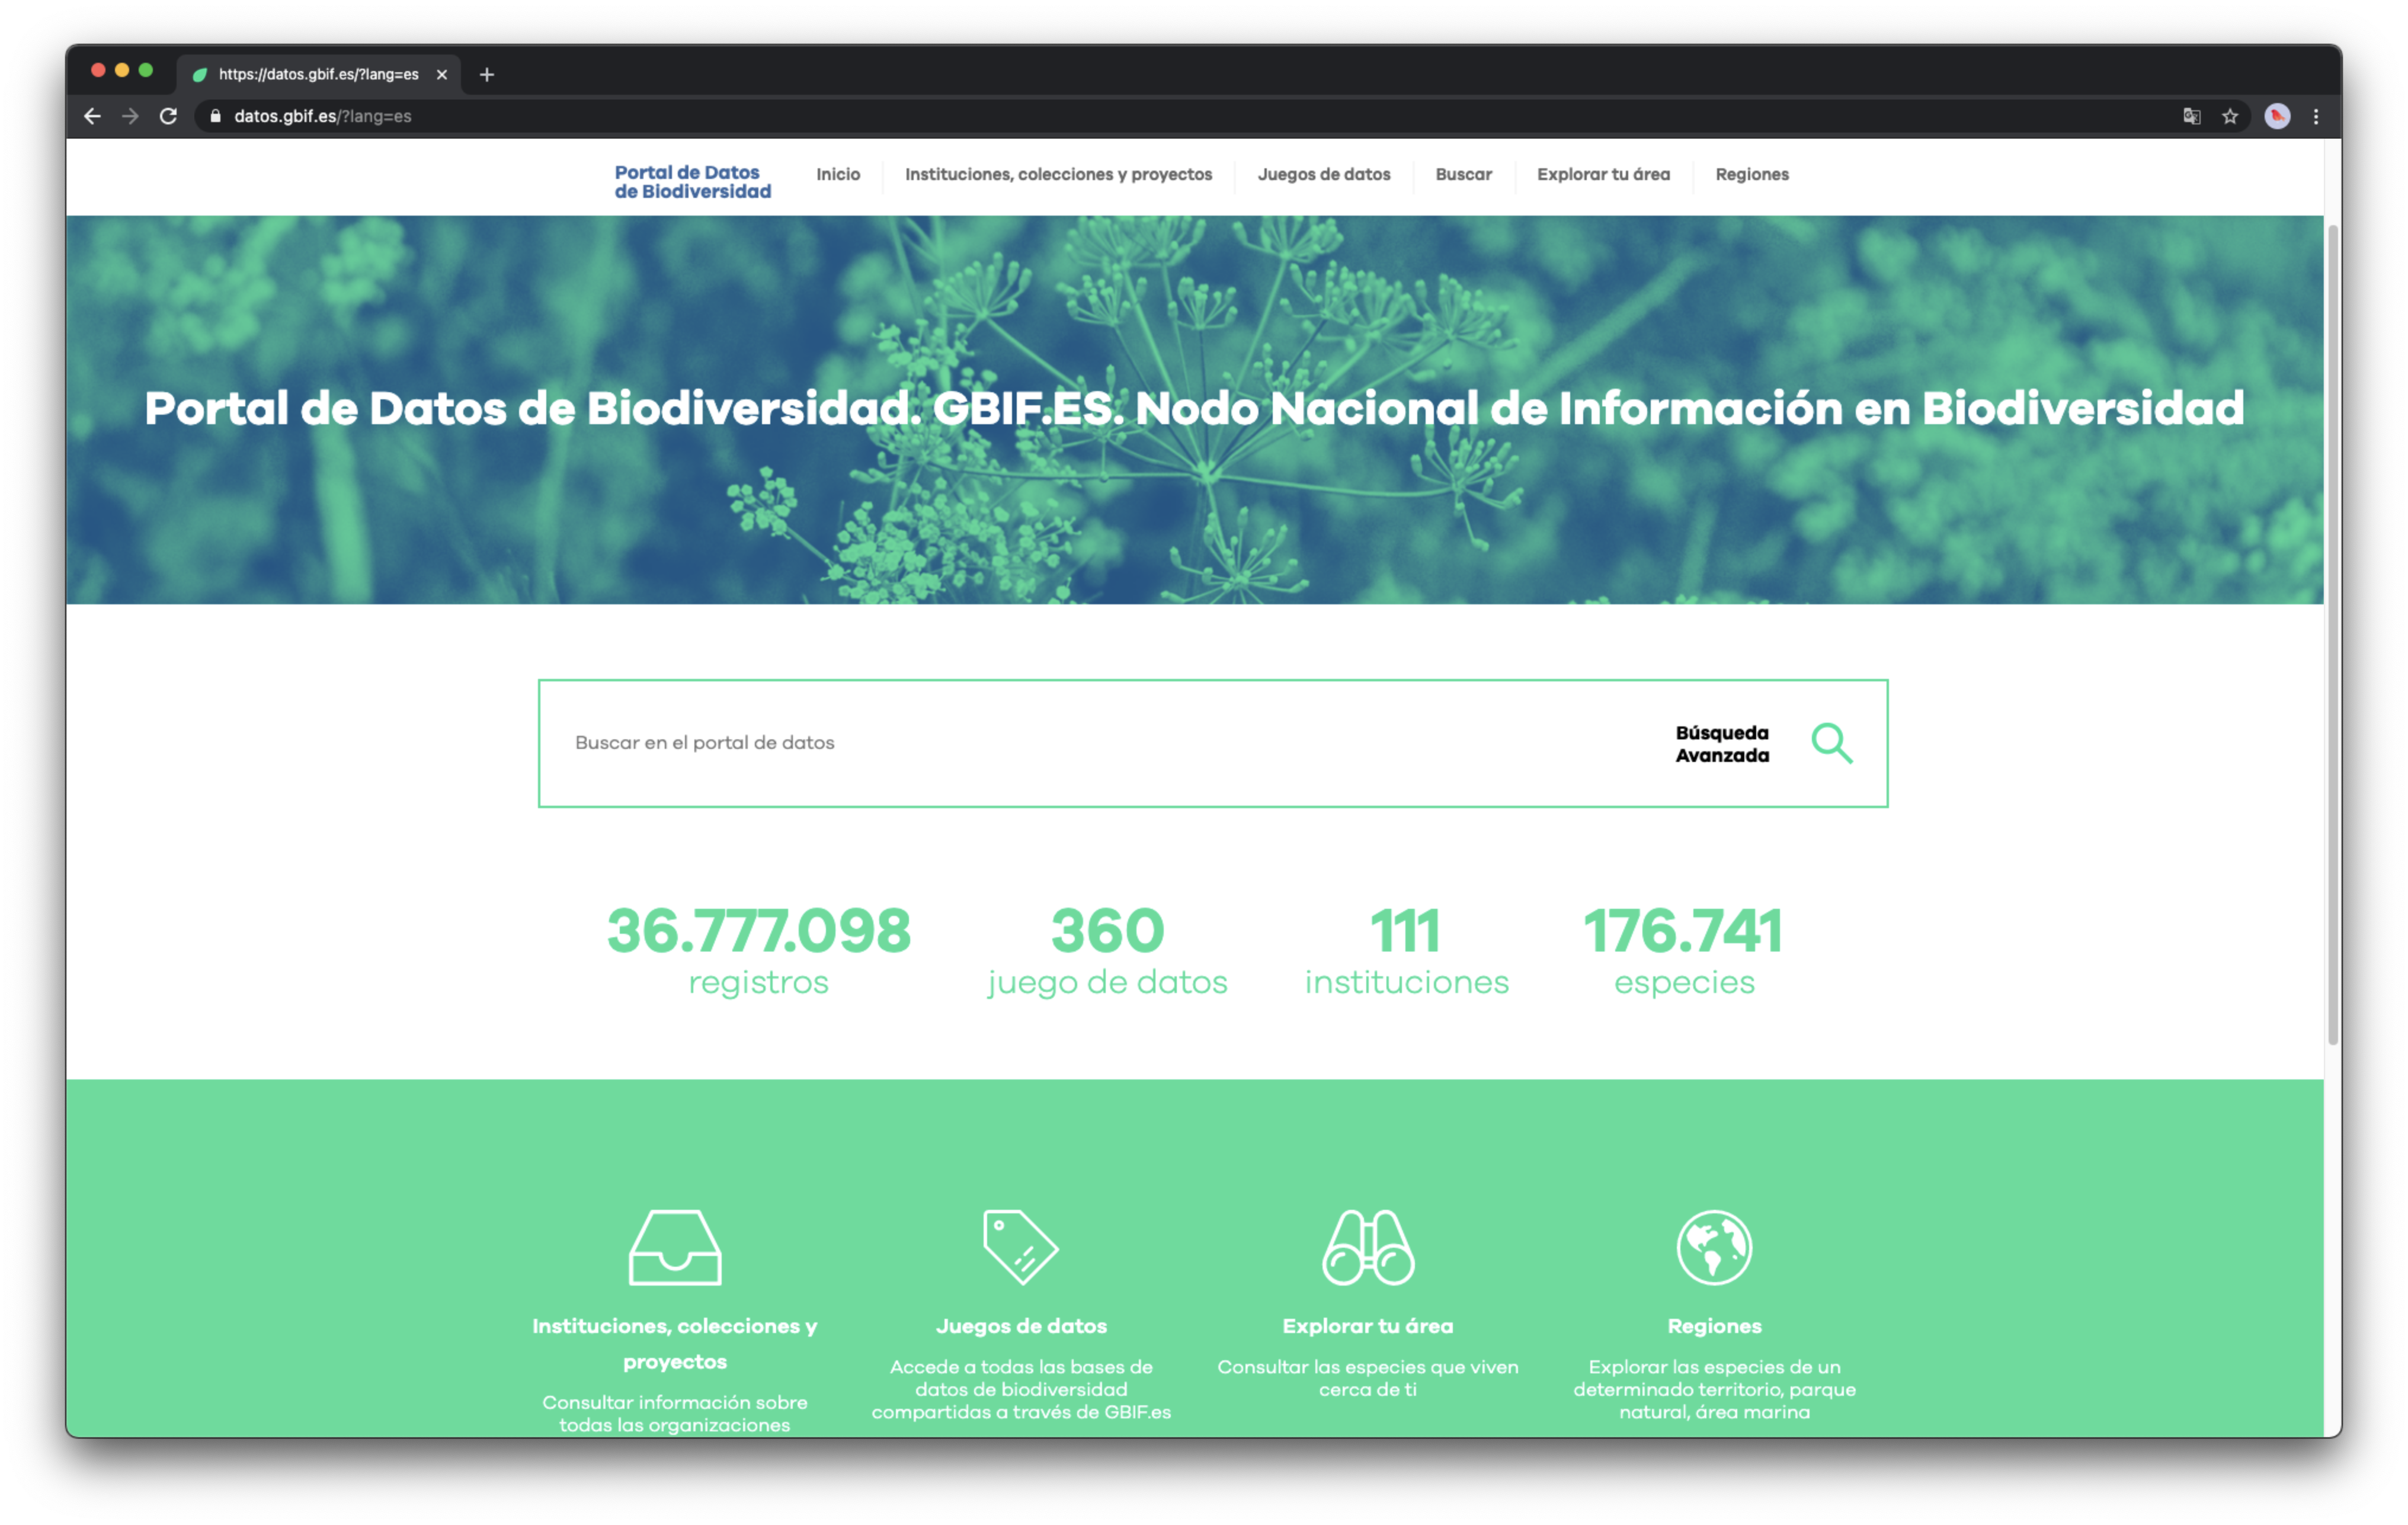 https://datos.gbif.es/?lang=es
datos.gbif.es/?lang=es
Portal de Datos
de Biodiversidad
Inicio
Instituciones, colecciones y proyectos
Juegos de datos
Buscar
Explorar tu área
Regiones
Portal de Datos de Biodiversidad. GBIF.ES. Nodo Nacional de Información en Biodiversidad
Buscar en el portal de datos
Búsqueda
Avanzada
36.777.098
registros
360
juego de datos
111
instituciones
176.741
especies
Instituciones, colecciones y
proyectos
Consultar información sobre
todas las organizaciones
Juegos de datos
Accede a todas las bases de
datos de biodiversidad
compartidas a través de GBIF.es
Explorar tu área
Consultar las especies que viven
cerca de ti
Regiones
Explorar las especies de un
determinado territorio, parque
natural, área marina